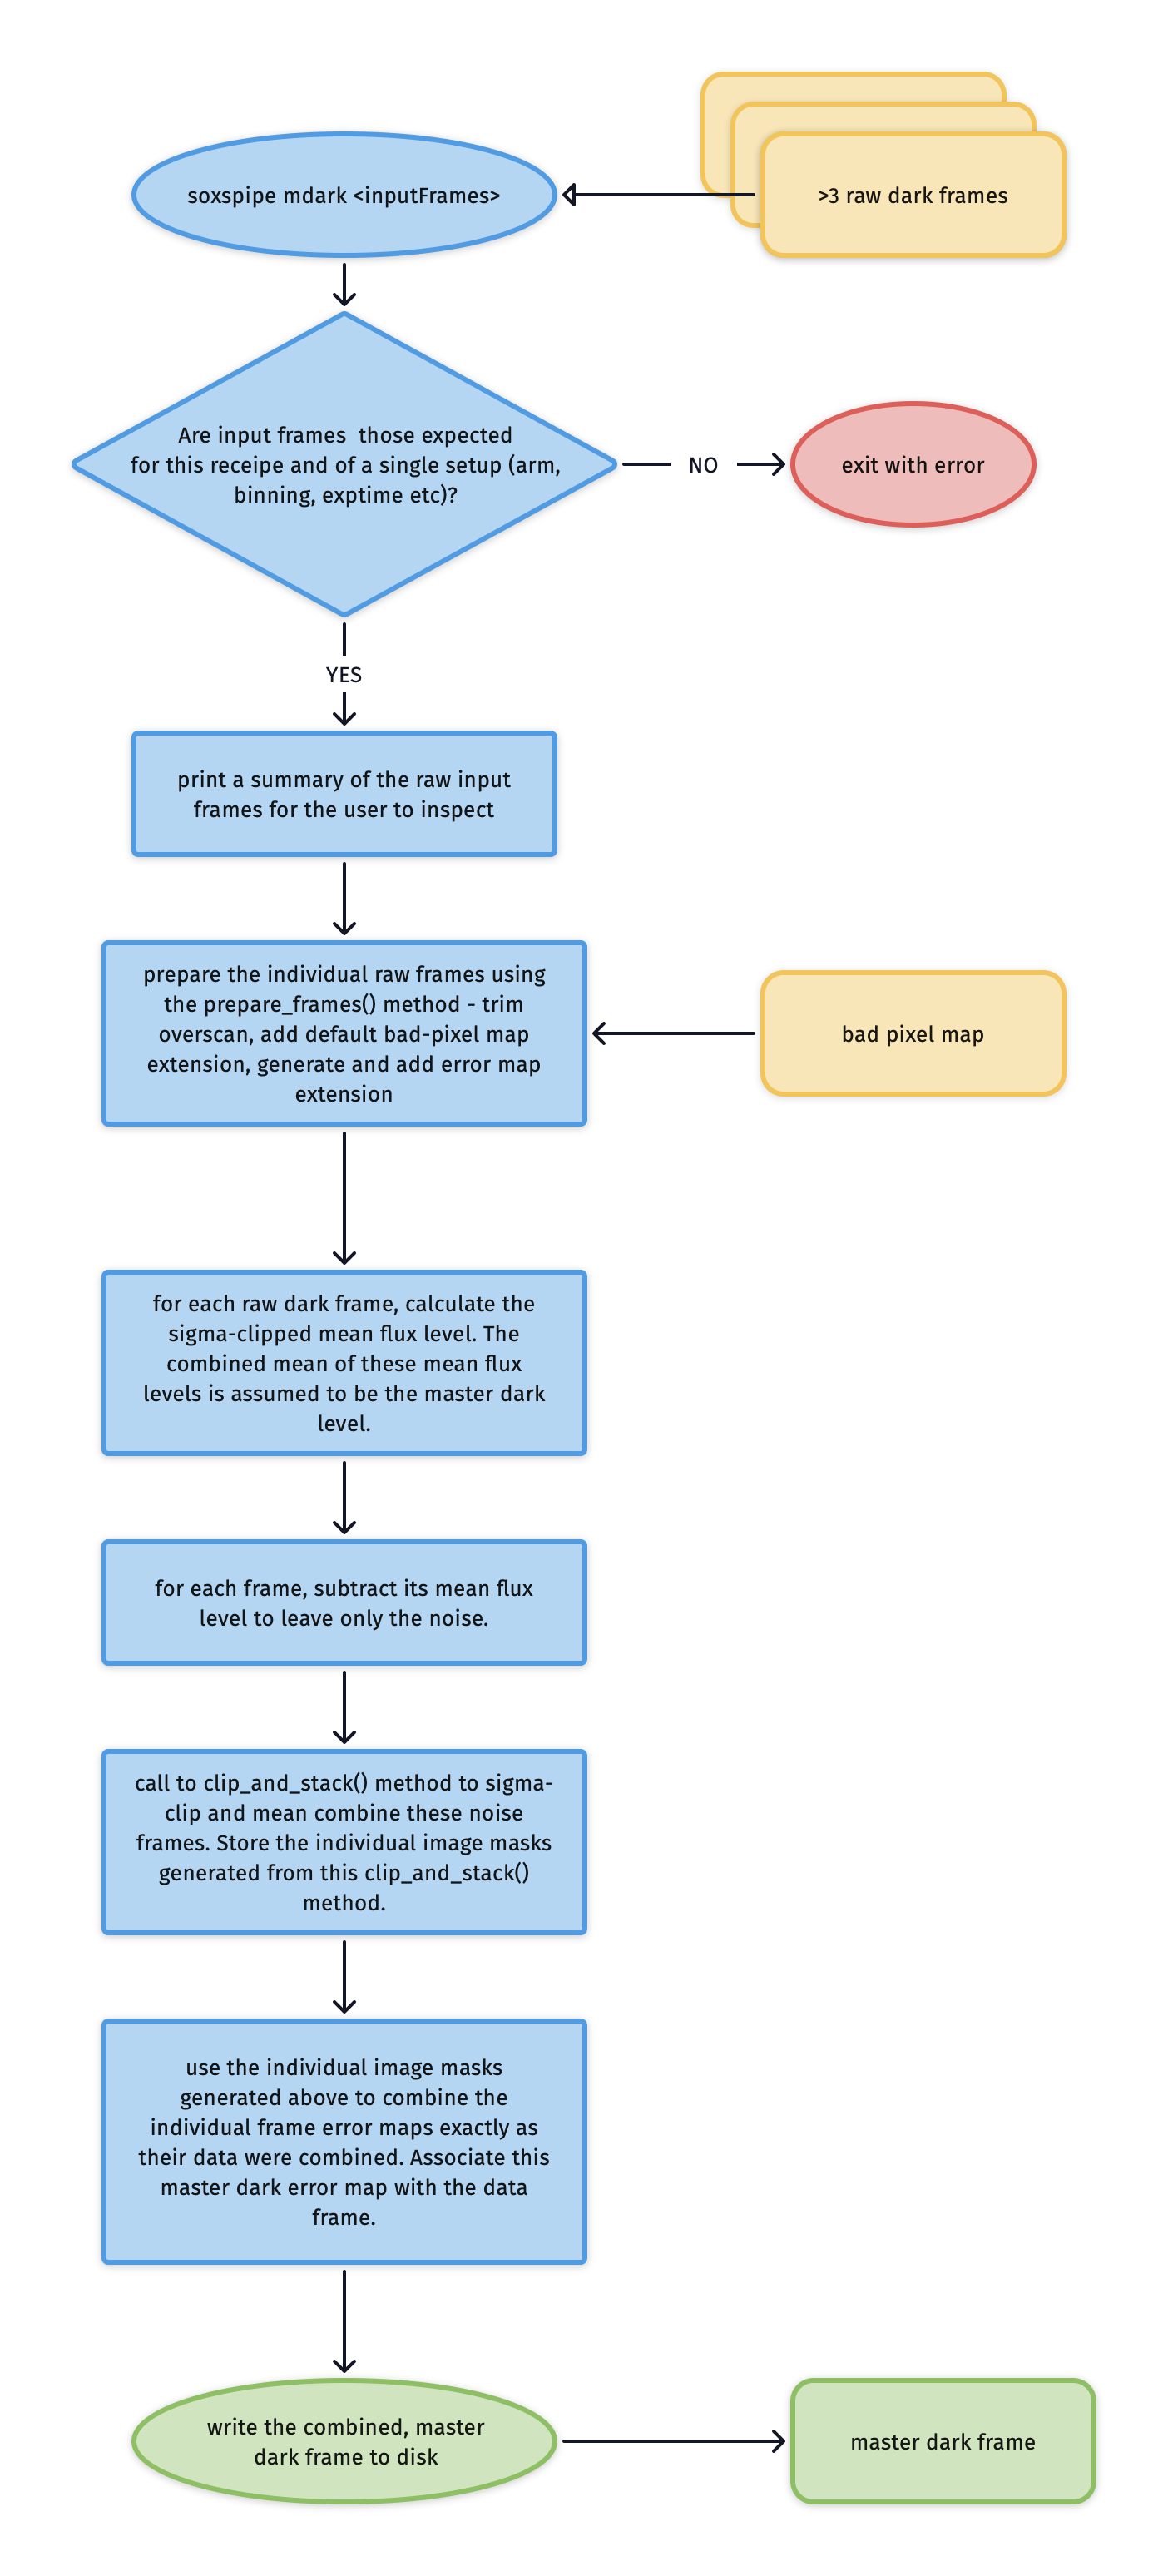 soxspipe mdark <inputFrames>
>3 raw dark frames
Are input frames  those expected
for this receipe and of a single setup (arm,
binning, exptime etc)?
NO
exit with error
YES
print a summary of the raw input
frames for the user to inspect
prepare the individual raw frames using
the prepare_frames() method - trim
overscan, add default bad-pixel map
extension, generate and add error map
extension
bad pixel map
for each raw dark frame, calculate the
sigma-clipped mean flux level. The
combined mean of these mean flux
levels is assumed to be the master dark
level.
for each frame, subtract its mean flux
level to leave only the noise.
call to clip_and_stack() method to sigma-
clip and mean combine these noise
frames. Store the individual image masks
generated from this clip_and_stack()
method.
use the individual image masks
generated above to combine the
individual frame error maps exactly as
their data were combined. Associate this
master dark error map with the data
frame.
write the combined, master
dark frame to disk
master dark frame